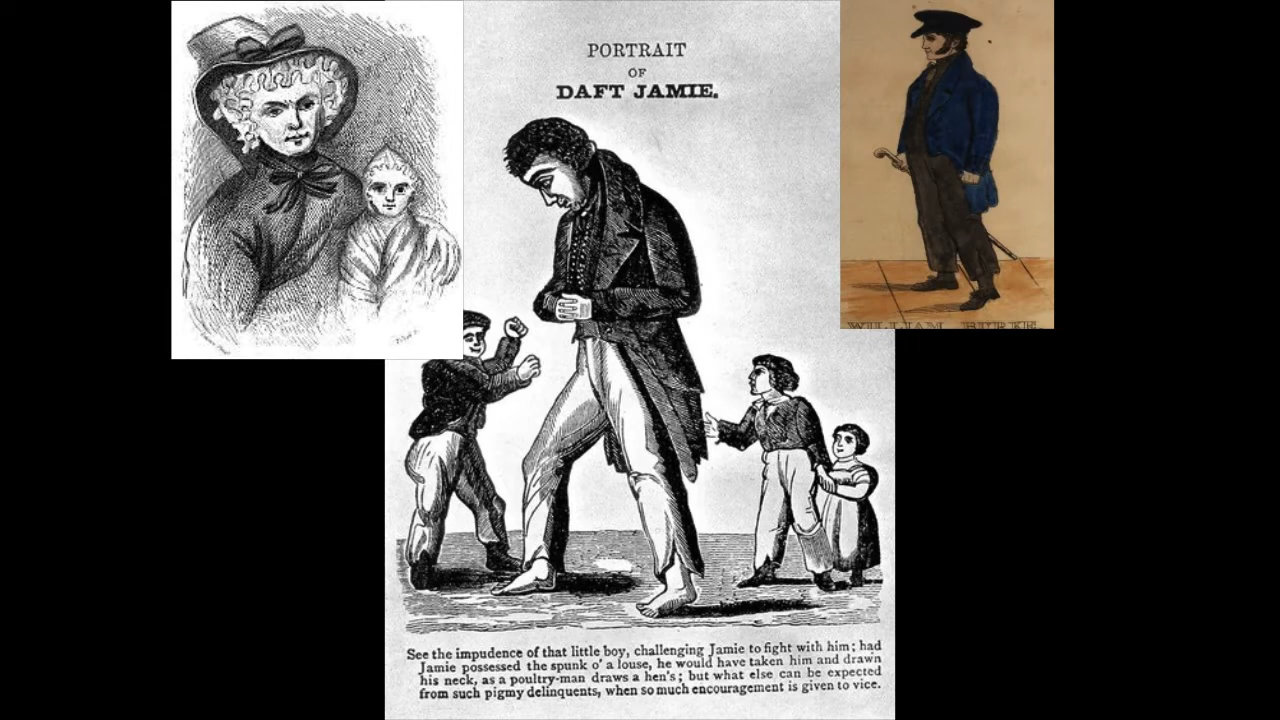 PORTRAIT
OF
DAFT JAMIE.
WILLIAM BURKE
See the impudence of that little boy, challenging Jamie to fight with him; had
Jamie possessed the spunk o' a louse, he would have taken him and drawn
his neck, as a poultry-man draws a hen's; but what else can be expected
from such pigmy delinquents, when so much encouragement is given to vice.